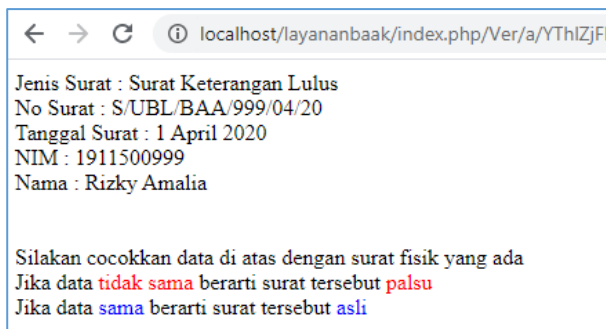 localhost/layananbaak/index.php/Ver/a/YThlZjF
Jenis Surat : Surat Keterangan Lulus
No Surat : S/UBL/BAA/999/04/20
Tanggal Surat : 1 April 2020
NIM : 1911500999
Nama : Rizky Amalia
Silakan cocokkan data di atas dengan surat fisik yang ada
Jika data tidak sama berarti surat tersebut palsu
Jika data sama berarti surat tersebut asli